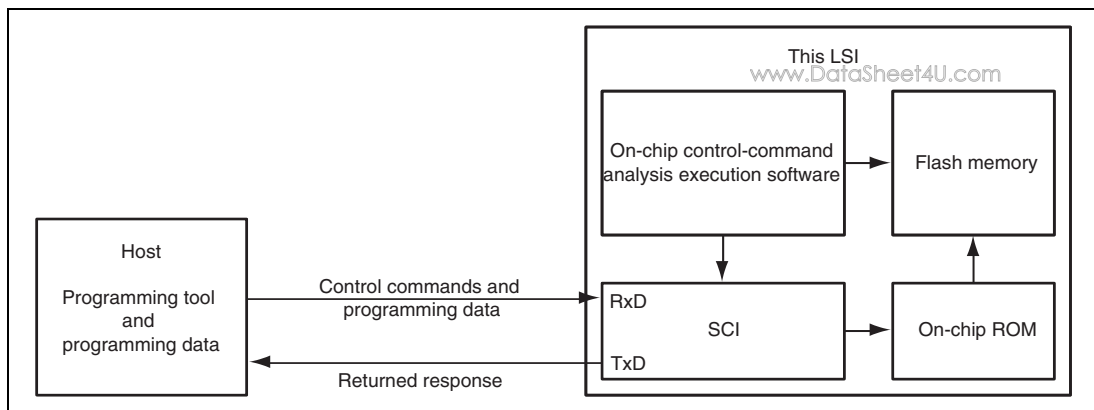 This LSI
www.DataSheet4U.com
On-chip control-command
analysis execution software
Flash memory
Host
Programming tool
and
programming data
Control commands and
programming data
RxD
SCI
TxD
On-chip ROM
Returned response